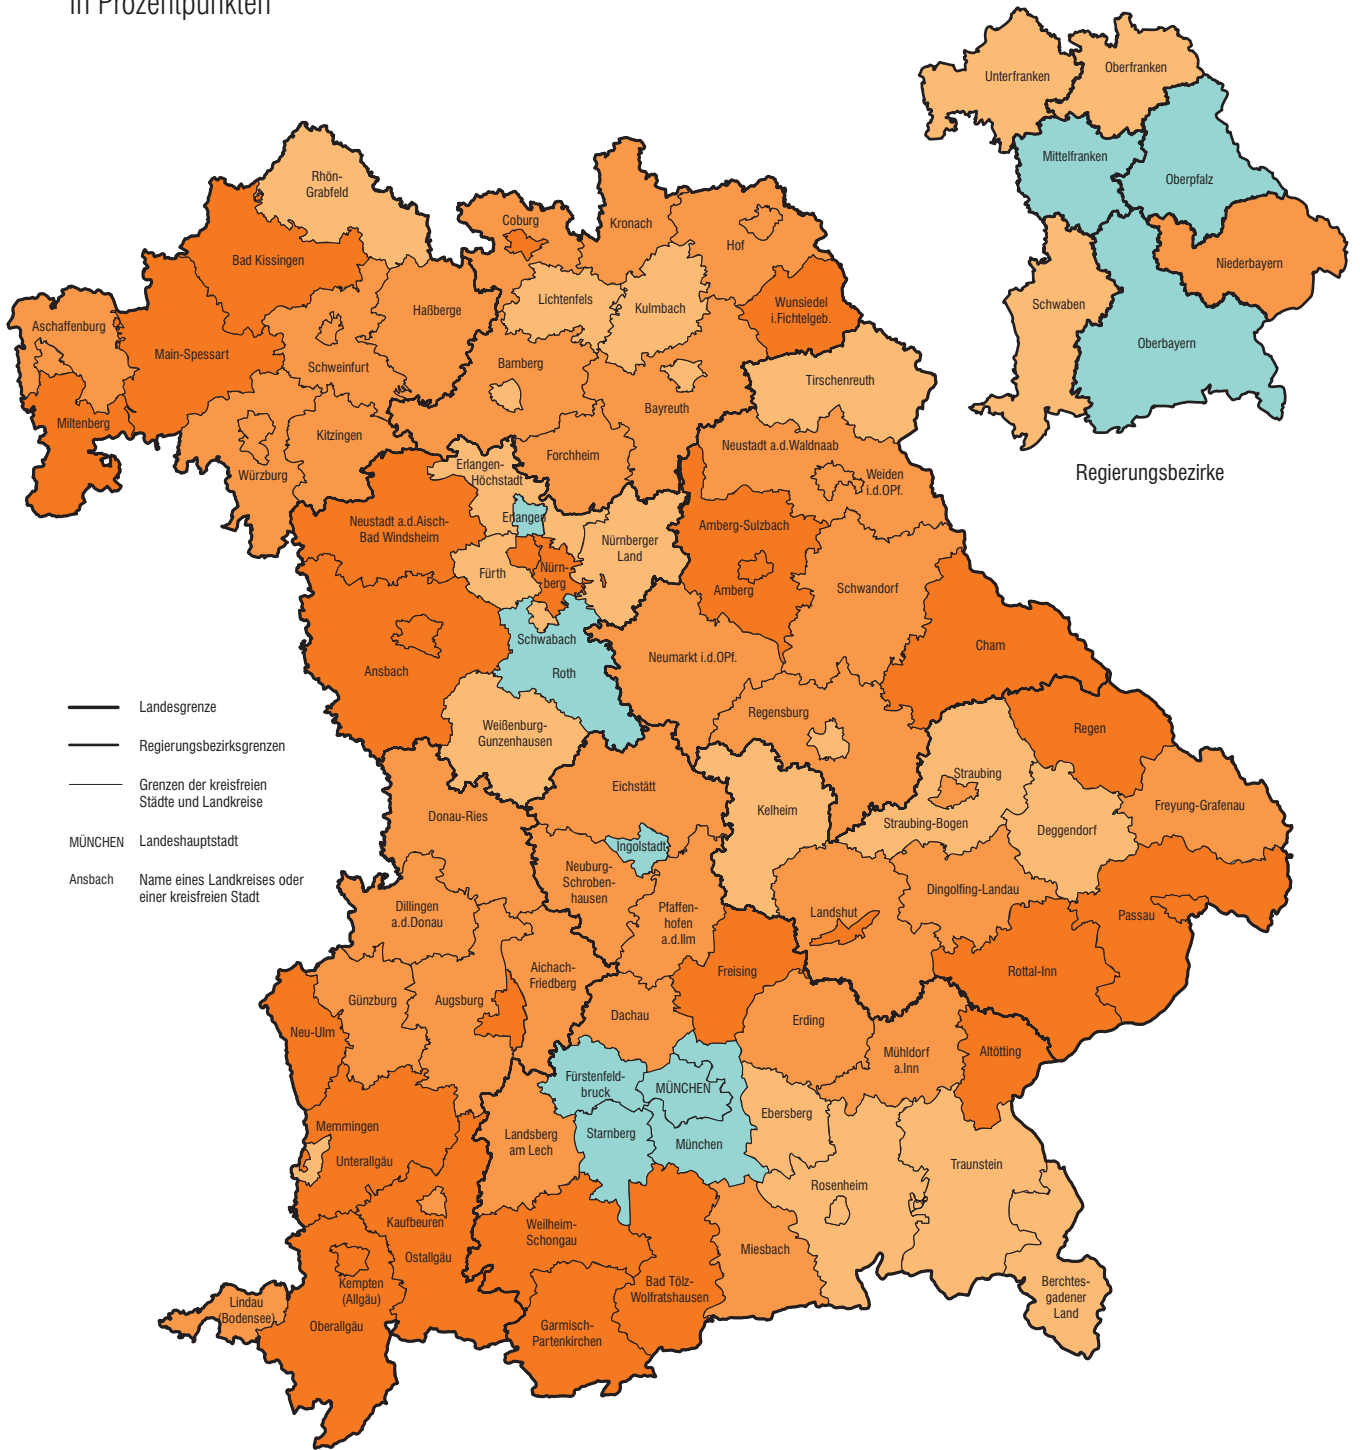 in Prozentpunkten
Unterfranken
Oberfranken
Mittelfranken
Oberpfalz
Niederbayern
Schwaben
Oberbayern
Regierungsbezirke
Rhön-
Grabfeld
Coburg
Kronach
Hof
Bad Kissingen
Lichtenfels
Kulmbach
Wunsiedel
i.Fichtelgeb.
Haßberge
Aschaffenburg
Main-Spessart
Schweinfurt
Bamberg
Bayreuth
Tirschenreuth
Miltenberg
Kitzingen
Würzburg
Erlangen-
Höchstadt
Forchheim
Neustadt a.d.Waldnaab
Weiden
i.d.OPf.
Neustadt a.d.Aisch-
Bad Windsheim
Erlangen
Nürnberger
Land
Amberg-Sulzbach
Amberg
Fürth
Nürn-
berg
Schwandorf
Schwabach
Roth
Neumarkt i.d.OPf.
Cham
Ansbach
Weißenburg-
Gunzenhausen
Regensburg
Regen
Landesgrenze
Regierungsbezirksgrenzen
Grenzen der kreisfreien
Städte und Landkreise
MÜNCHEN
Landeshauptstadt
Ansbach
Name eines Landkreises oder
einer kreisfreien Stadt
Eichstätt
Donau-Ries
Kelheim
Straubing
Straubing-Bogen
Deggendorf
Freyung-Grafenau
Ingolstadt
Neuburg-
Schroben-
hausen
Dillingen
a.d.Donau
Pfaffen-
hofen
a.d.Ilm
Landshut
Dingolfing-Landau
Passau
Rottal-Inn
Freising
Aichach-
Friedberg
Günzburg
Augsburg
Neu-Ulm
Dachau
Erding
Mühldorf
a.Inn
Altötting
Fürstenfeld-
bruck
MÜNCHEN
Ebersberg
Starnberg
München
Landsberg
am Lech
Memmingen
Unterallgäu
Traunstein
Rosenheim
Kaufbeuren
Ostallgäu
Weilheim-
Schongau
Miesbach
Bad Tölz-
Wolfratshausen
Berchtes-
gadener
Land
Kempten
(Allgäu)
Lindau
(Bodensee)
Oberallgäu
Garmisch-
Partenkirchen